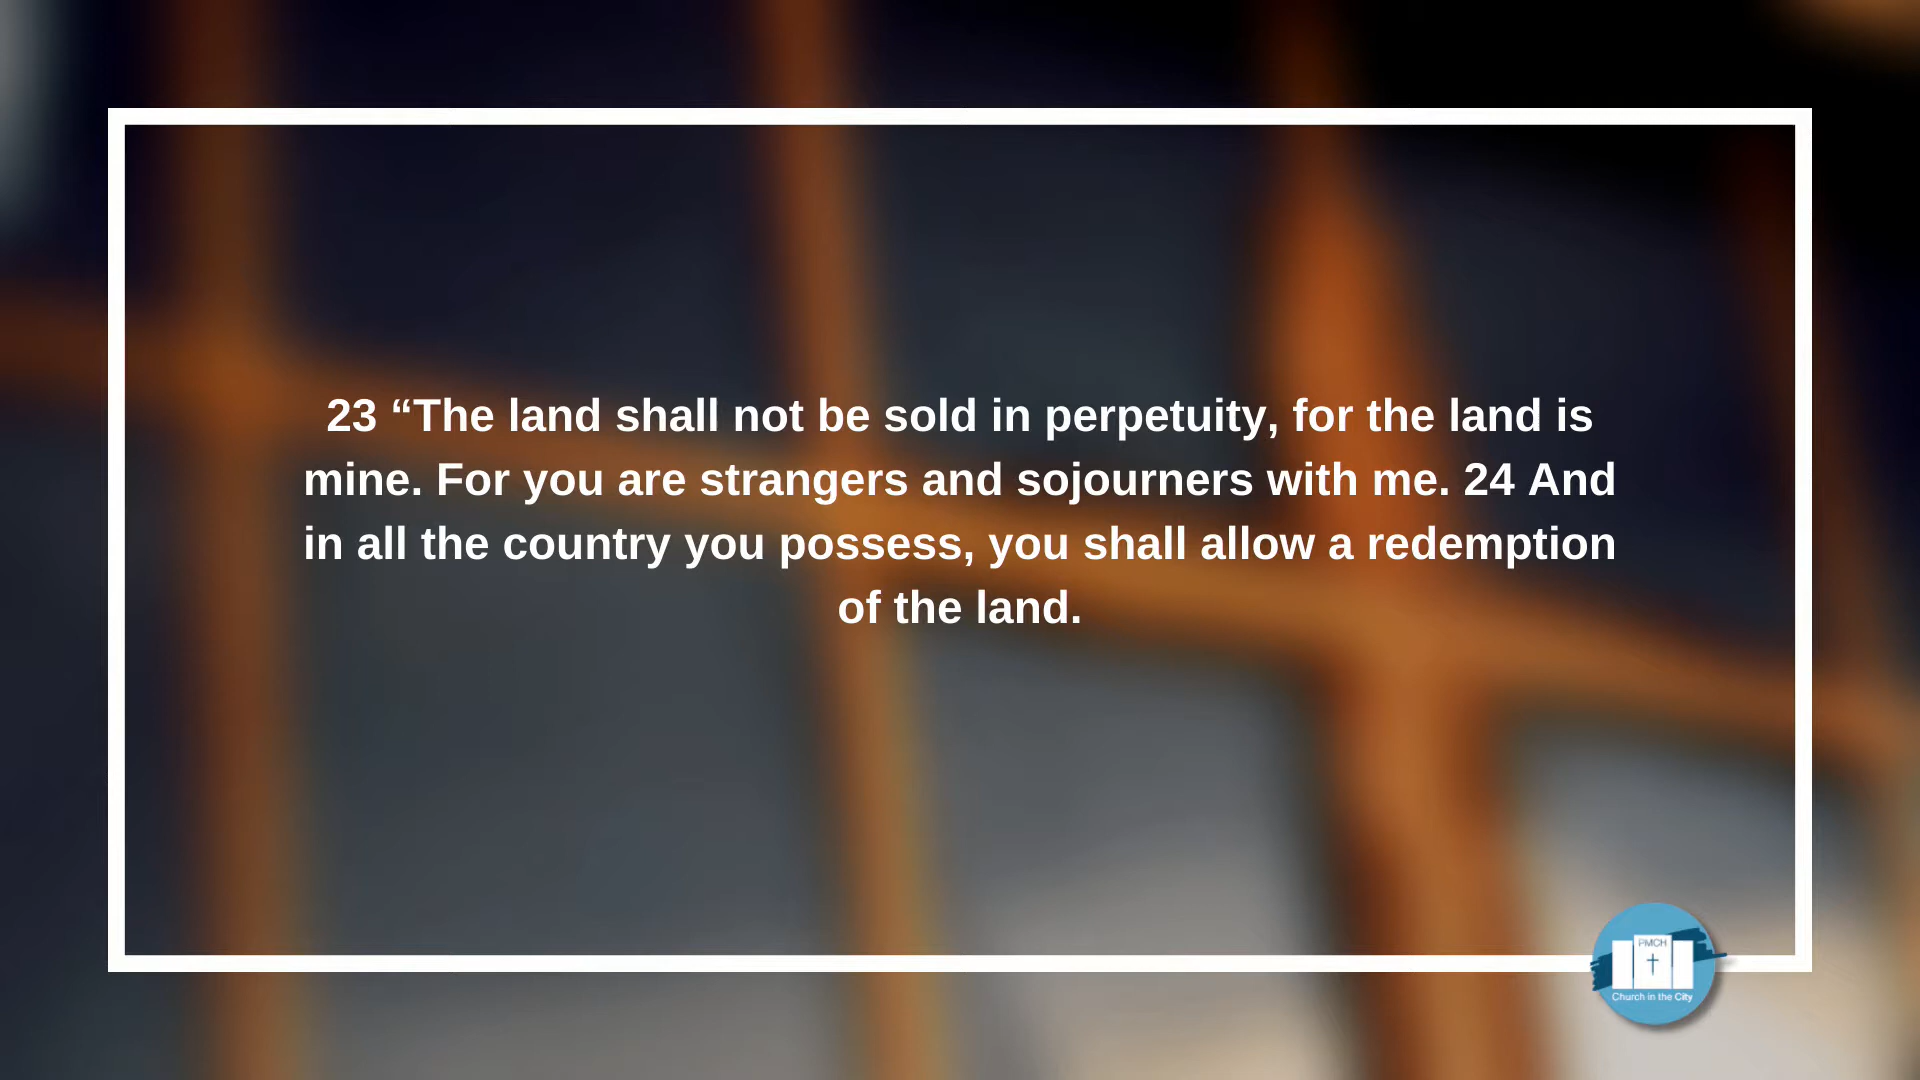 23 “The land shall not be sold in perpetuity, for the land is
mine. For you are strangers and sojourners with me. 24 And
in all the country you possess, you shall allow a redemption
of the land.
PMCH
Church in the City